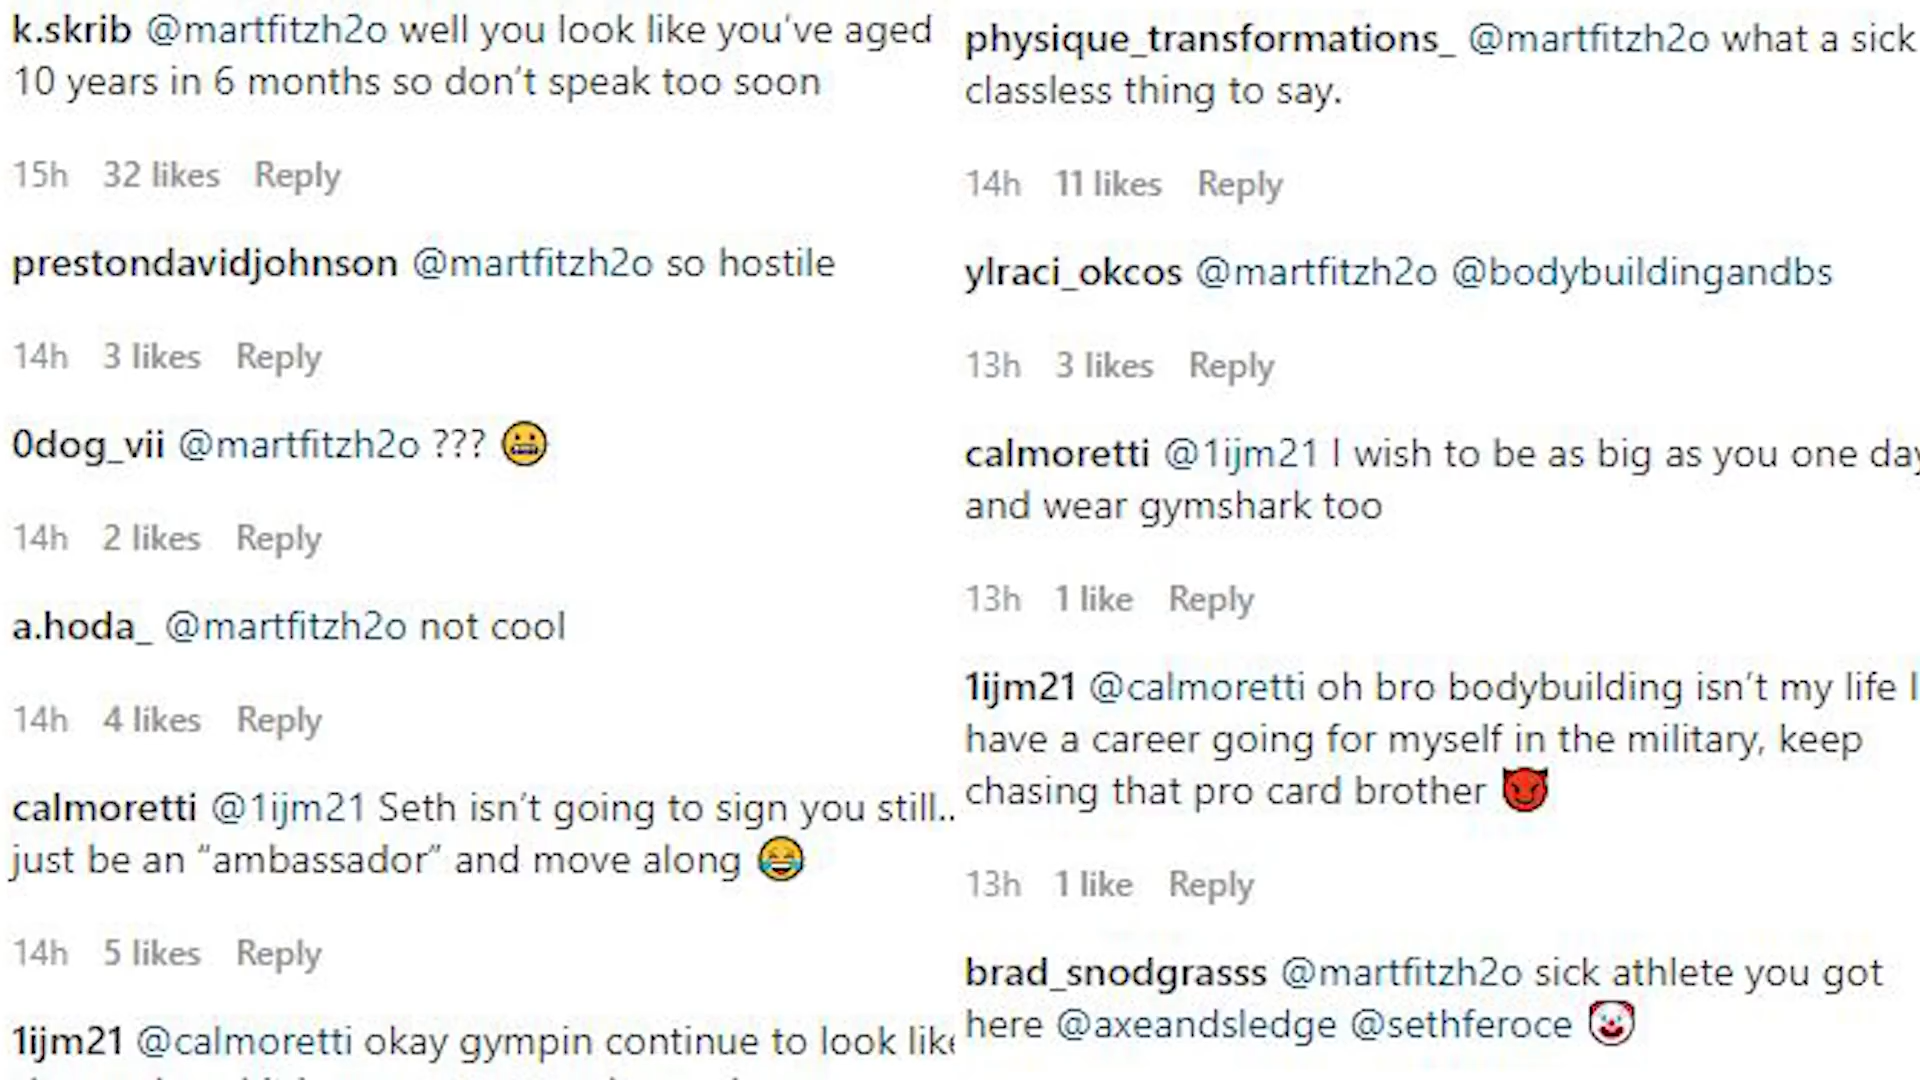 k.skrib @martfitzh2o well you look like you’ve aged
10 years in 6 months so don’t speak too soon
15h 32 likes Reply
prestondavidjohnson @martfitzh2o so hostile
14h 3 likes Reply
0dog_vii @martfitzh2o ??? 😬
14h 2 likes Reply
a.hoda_ @martfitzh2o not cool
14h 4 likes Reply
calmoretti @1ijm21 Seth isn’t going to sign you still..
just be an “ambassador” and move along 😂
14h 5 likes Reply
1ijm21 @calmoretti okay gympin continue to look like
physique_transformations_ @martfitzh2o what a sick
classless thing to say.
14h 11 likes Reply
ylraci_okcos @martfitzh2o @bodybuildingandbs
13h 3 likes Reply
calmoretti @1ijm21 I wish to be as big as you one day
and wear gymshark too
13h 1 like Reply
1ijm21 @calmoretti oh bro bodybuilding isn’t my life I
have a career going for myself in the military, keep
chasing that pro card brother 😈
13h 1 like Reply
brad_snodgrasss @martfitzh2o sick athlete you got
here @axeandsledge @sethferoce 🤡